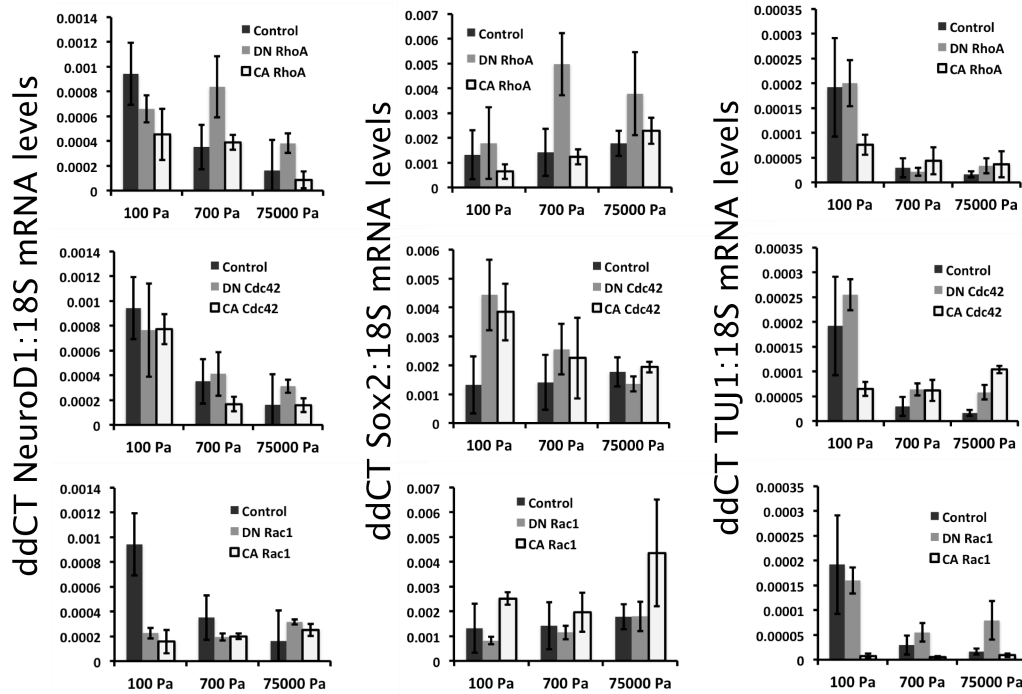 ddCT NeuroD1:18S mRNA levels
0.0014
0.0012
0.001
0.0008
0.0006
0.0004
0.0002
0
Control
DN RhoA
CA RhoA
100 Pa 700 Pa 75000 Pa
0.0014
0.0012
0.001
0.0008
0.0006
0.0004
0.0002
0
Control
DN Cdc42
CA Cdc42
100 Pa 700 Pa 75000 Pa
0.0014
0.0012
0.001
0.0008
0.0006
0.0004
0.0002
0
Control
DN Rac1
CA Rac1
100 Pa 700 Pa 75000 Pa
ddCT Sox2:18S mRNA levels
0.007
0.006
0.005
0.004
0.003
0.002
0.001
0
Control
DN RhoA
CA RhoA
100 Pa 700 Pa 75000 Pa
0.006
0.005
0.004
0.003
0.002
0.001
0
Control
DN Cdc42
CA Cdc42
100 Pa 700 Pa 75000 Pa
0.007
0.006
0.005
0.004
0.003
0.002
0.001
0
Control
DN Rac1
CA Rac1
100 Pa 700 Pa 75000 Pa
ddCT TUJ1:18S mRNA levels
0.00035
0.0003
0.00025
0.0002
0.00015
0.0001
0.00005
0
Control
DN RhoA
CA RhoA
100 Pa 700 Pa 75000 Pa
0.00035
0.0003
0.00025
0.0002
0.00015
0.0001
0.00005
0
Control
DN Cdc42
CA Cdc42
100 Pa 700 Pa 75000 Pa
0.00035
0.0003
0.00025
0.0002
0.00015
0.0001
0.00005
0
Control
DN Rac1
CA Rac1
100 Pa 700 Pa 75000 Pa